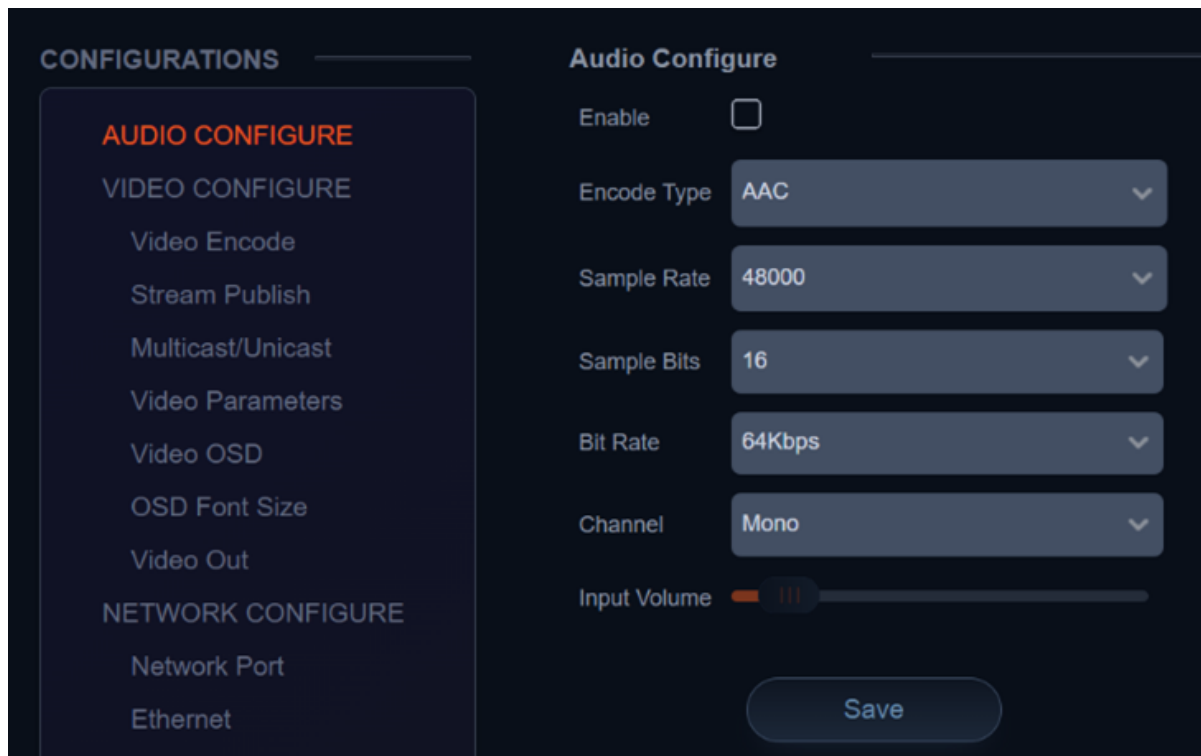 CONFIGURATIONS
AUDIO CONFIGURE
VIDEO CONFIGURE
Video Encode
Stream Publish
Multicast/Unicast
Video Parameters
Video OSD
OSD Font Size
Video Out
NETWORK CONFIGURE
Network Port
Ethernet
Audio Configure
Enable
Encode Type AAC
Sample Rate 48000
Sample Bits 16
Bit Rate 64Kbps
Channel Mono
Input Volume
Save